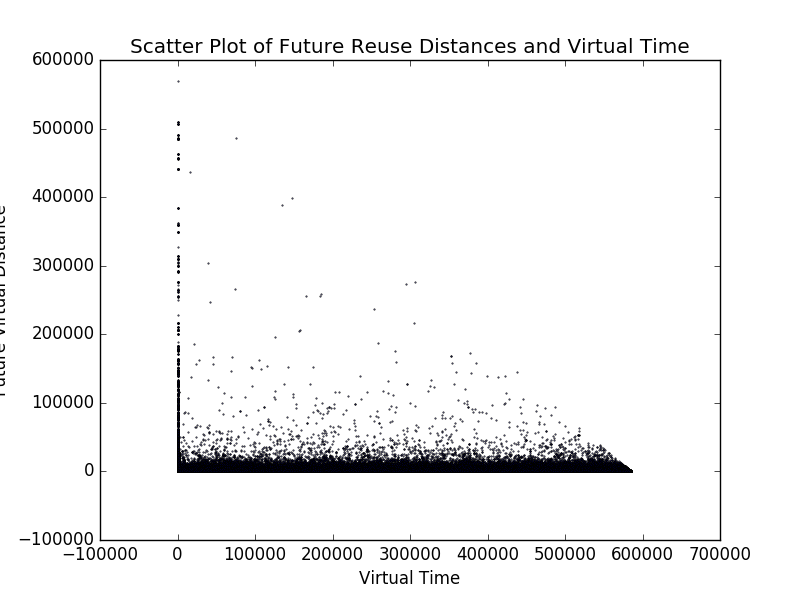 Scatter Plot of Future Reuse Distances and Virtual Time
600000
500000
400000
300000
200000
100000
0
−100000
Future Virtual Distance
−100000 0 100000 200000 300000 400000 500000 600000 700000
Virtual Time